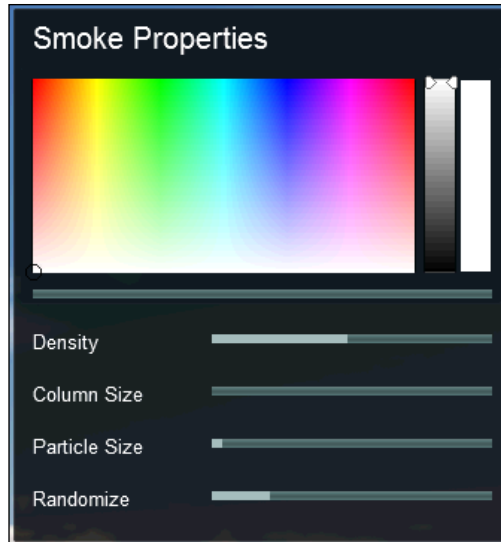 Smoke Properties
Density
Column Size
Particle Size
Randomize